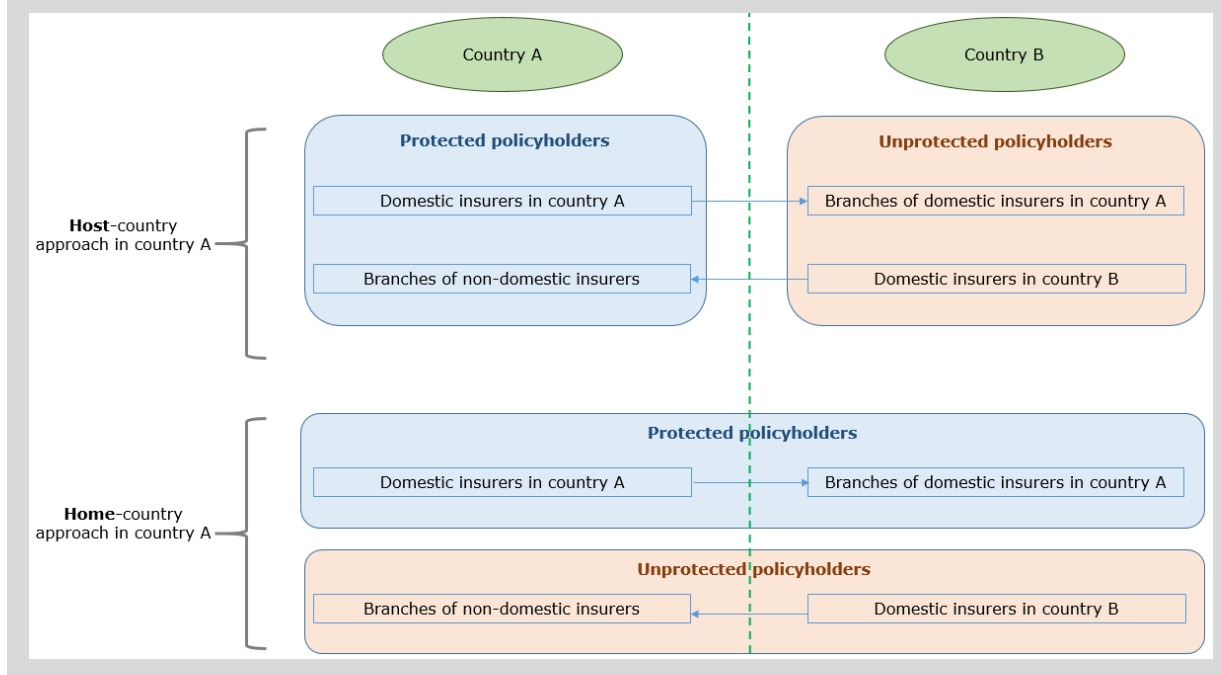 Country A
Country B
Protected policyholders
Unprotected policyholders
Domestic insurers in country A
Branches of domestic insurers in country A
Host-country
approach in country A
Branches of non-domestic insurers
Domestic insurers in country B
Protected policyholders
Domestic insurers in country A
Branches of domestic insurers in country A
Home-country
approach in country A
Unprotected policyholders
Branches of non-domestic insurers
Domestic insurers in country B